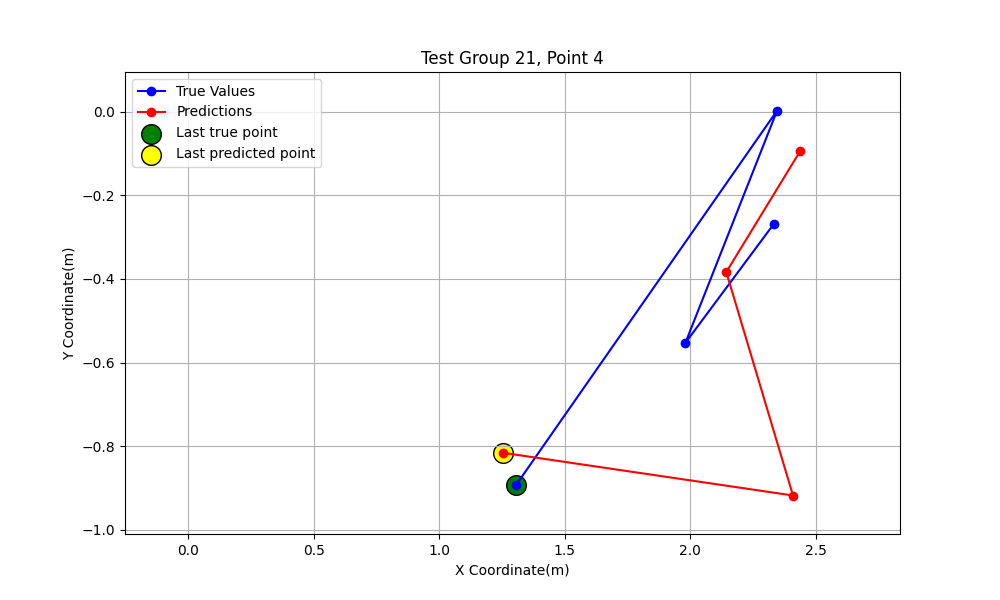 Test Group 21, Point 4
True Values
Predictions
Last true point
Last predicted point
Y Coordinate(m)
0.0
−0.2
−0.4
−0.6
−0.8
−1.0
0.0 0.5 1.0 1.5 2.0 2.5
X Coordinate(m)